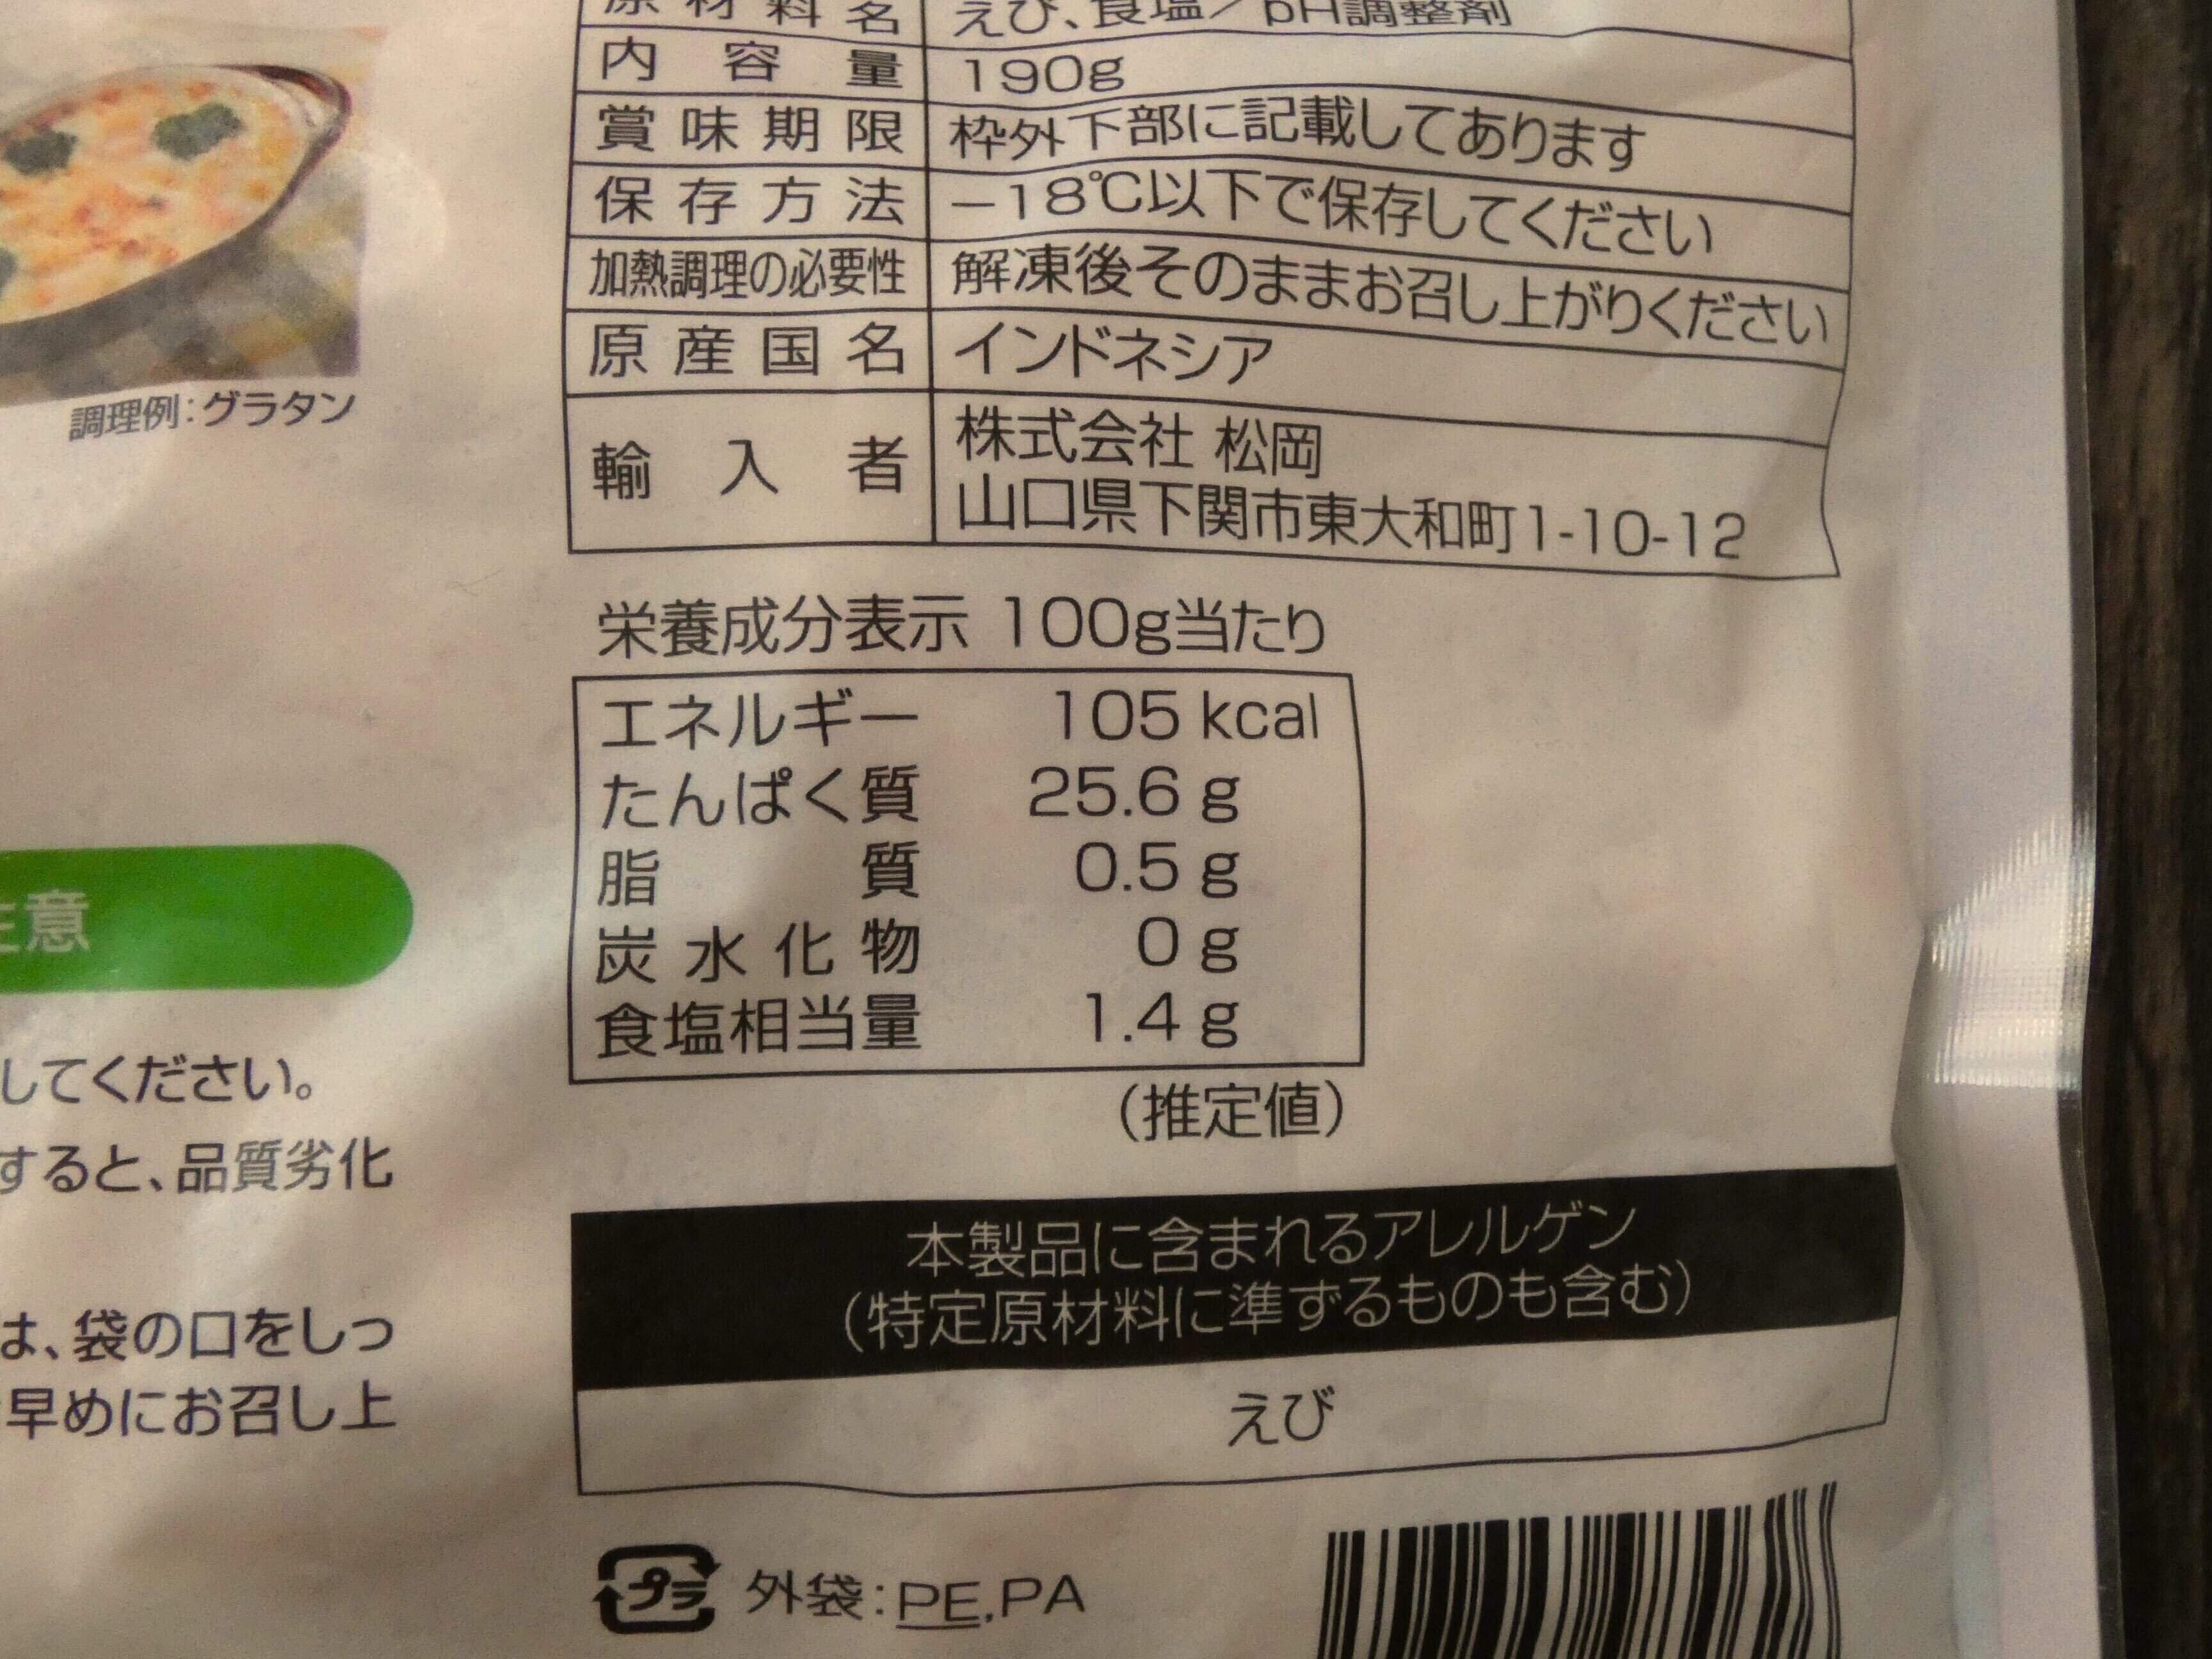 原材料名 えび、食塩/pH調整剤
内容量 190g
賞味期限 枠外下部に記載してあります
保存方法 −18℃以下で保存してください
加熱調理の必要性 解凍後そのままお召し上がりください
原産国名 インドネシア
輸入者 株式会社 松岡
山口県下関市東大和町1-10-12
調理例:グラタン
栄養成分表示 100g当たり
エネルギー 105 kcal
たんぱく質 25.6 g
脂質 0.5 g
炭水化物 0 g
食塩相当量 1.4 g
(推定値)
意
してください。
すると、品質劣化
は、袋の口をしっ
早めにお召し上
本製品に含まれるアレルゲン
(特定原材料に準ずるものも含む)
えび
プラ 外袋:PE,PA